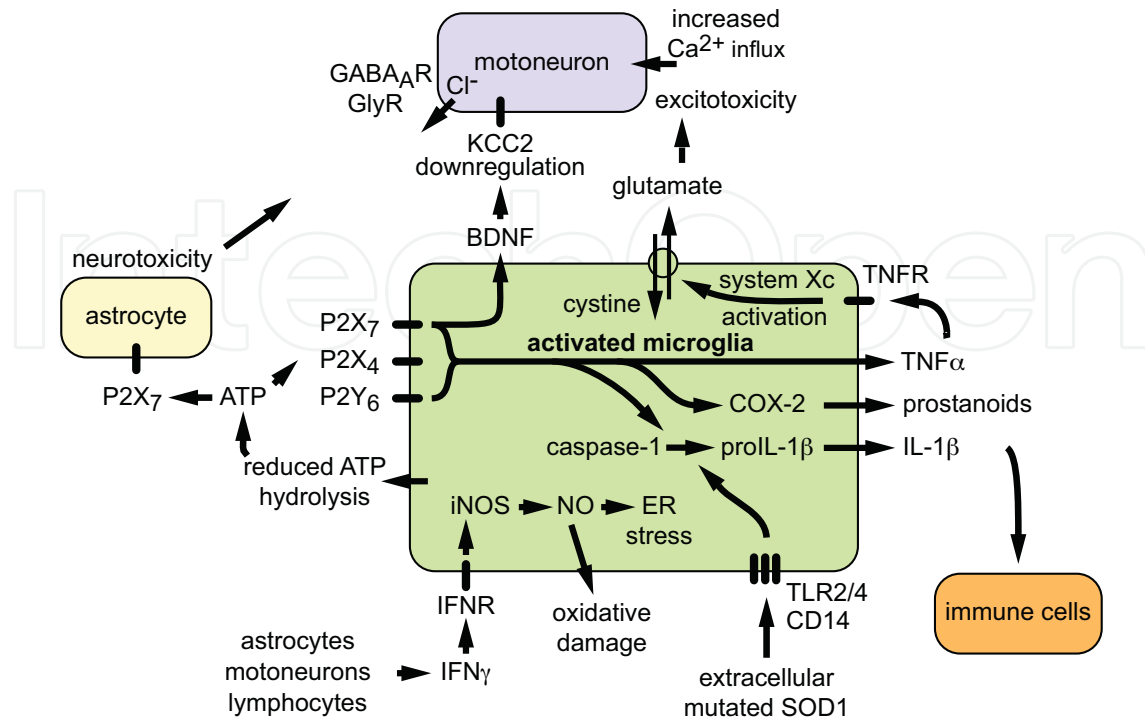 increased
Ca2+ influx
motoneuron
GABAAR
Cl-
GlyR
excitotoxicity
KCC2
downregulation
glutamate
BDNF
neurotoxicity
astrocyte
system Xc
TNFR
cystine
activation
P2X7
activated microglia
P2X4
TNFα
P2X7
ATP
P2Y6
COX-2
prostanoids
caspase-1
proIL-1β
IL-1β
reduced ATP
hydrolysis
iNOS
NO
ER
stress
IFNR
oxidative
damage
TLR2/4
CD14
immune cells
astrocytes
motoneurons
lymphocytes
IFNγ
extracellular
mutated SOD1
IntechOpen